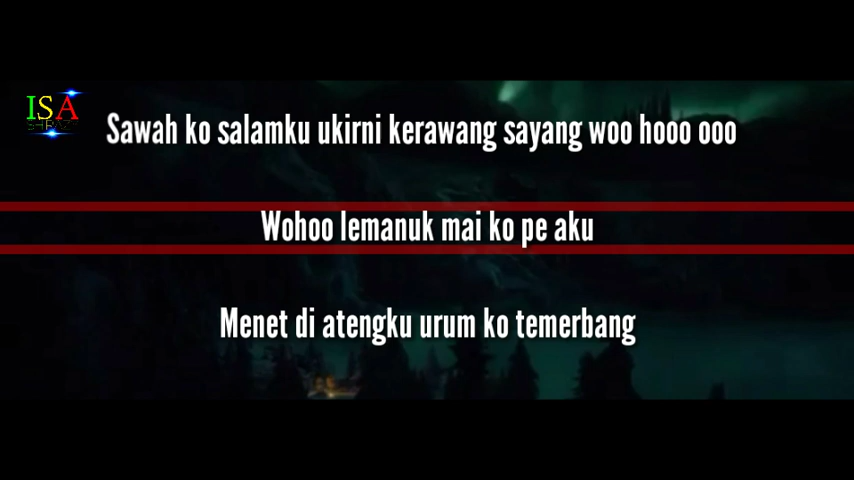 ISA
Sawah ko salamku ukirni kerawang sayang woo hooo ooo
Wohoo lemanuk mai ko pe aku
Menet di atengku urum ko temerbang